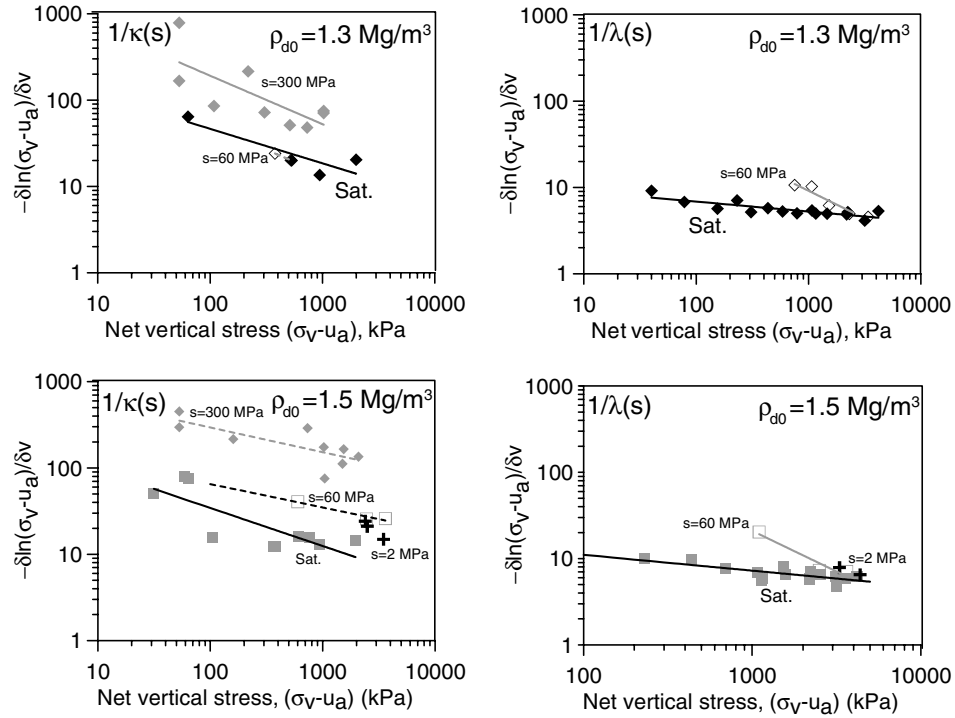 1000
100
10
1
−δln(σv-ua)/δv
1/κ(s)
ρd0=1.3 Mg/m³
s=300 MPa
s=60 MPa
Sat.
10 100 1000 10000
Net vertical stress (σv-ua), kPa
1000
100
10
1
−δln(σv-ua)/δv
1/λ(s)
ρd0=1.3 Mg/m³
s=60 MPa
Sat.
10 100 1000 10000
Net vertical stress (σv-ua), kPa
1000
100
10
1
−δln(σv-ua)/δv
1/κ(s)
ρd0=1.5 Mg/m³
s=300 MPa
s=60 MPa
Sat.
s=2 MPa
10 100 1000 10000
Net vertical stress, (σv-ua) (kPa)
1000
100
10
1
−δln(σv-ua)/δv
1/λ(s)
ρd0=1.5 Mg/m³
s=60 MPa
s=2 MPa
Sat.
100 1000 10000
Net vertical stress, (σv-ua) (kPa)